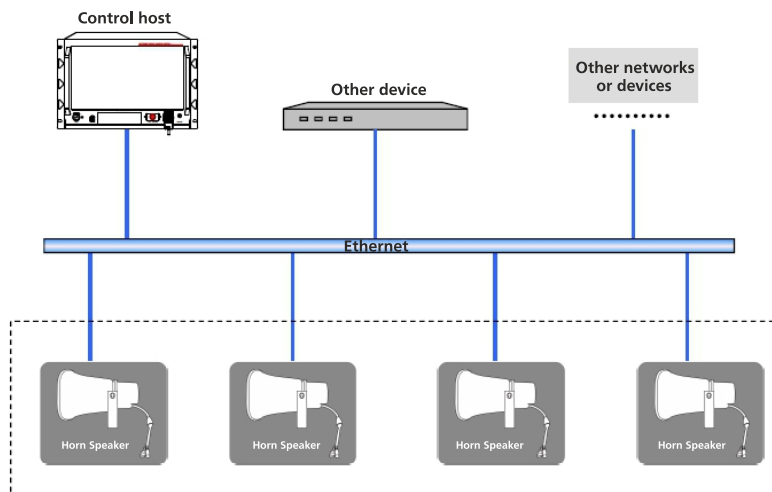 Control host
Other device
Other networks
or devices
Ethernet
Horn Speaker
Horn Speaker
Horn Speaker
Horn Speaker